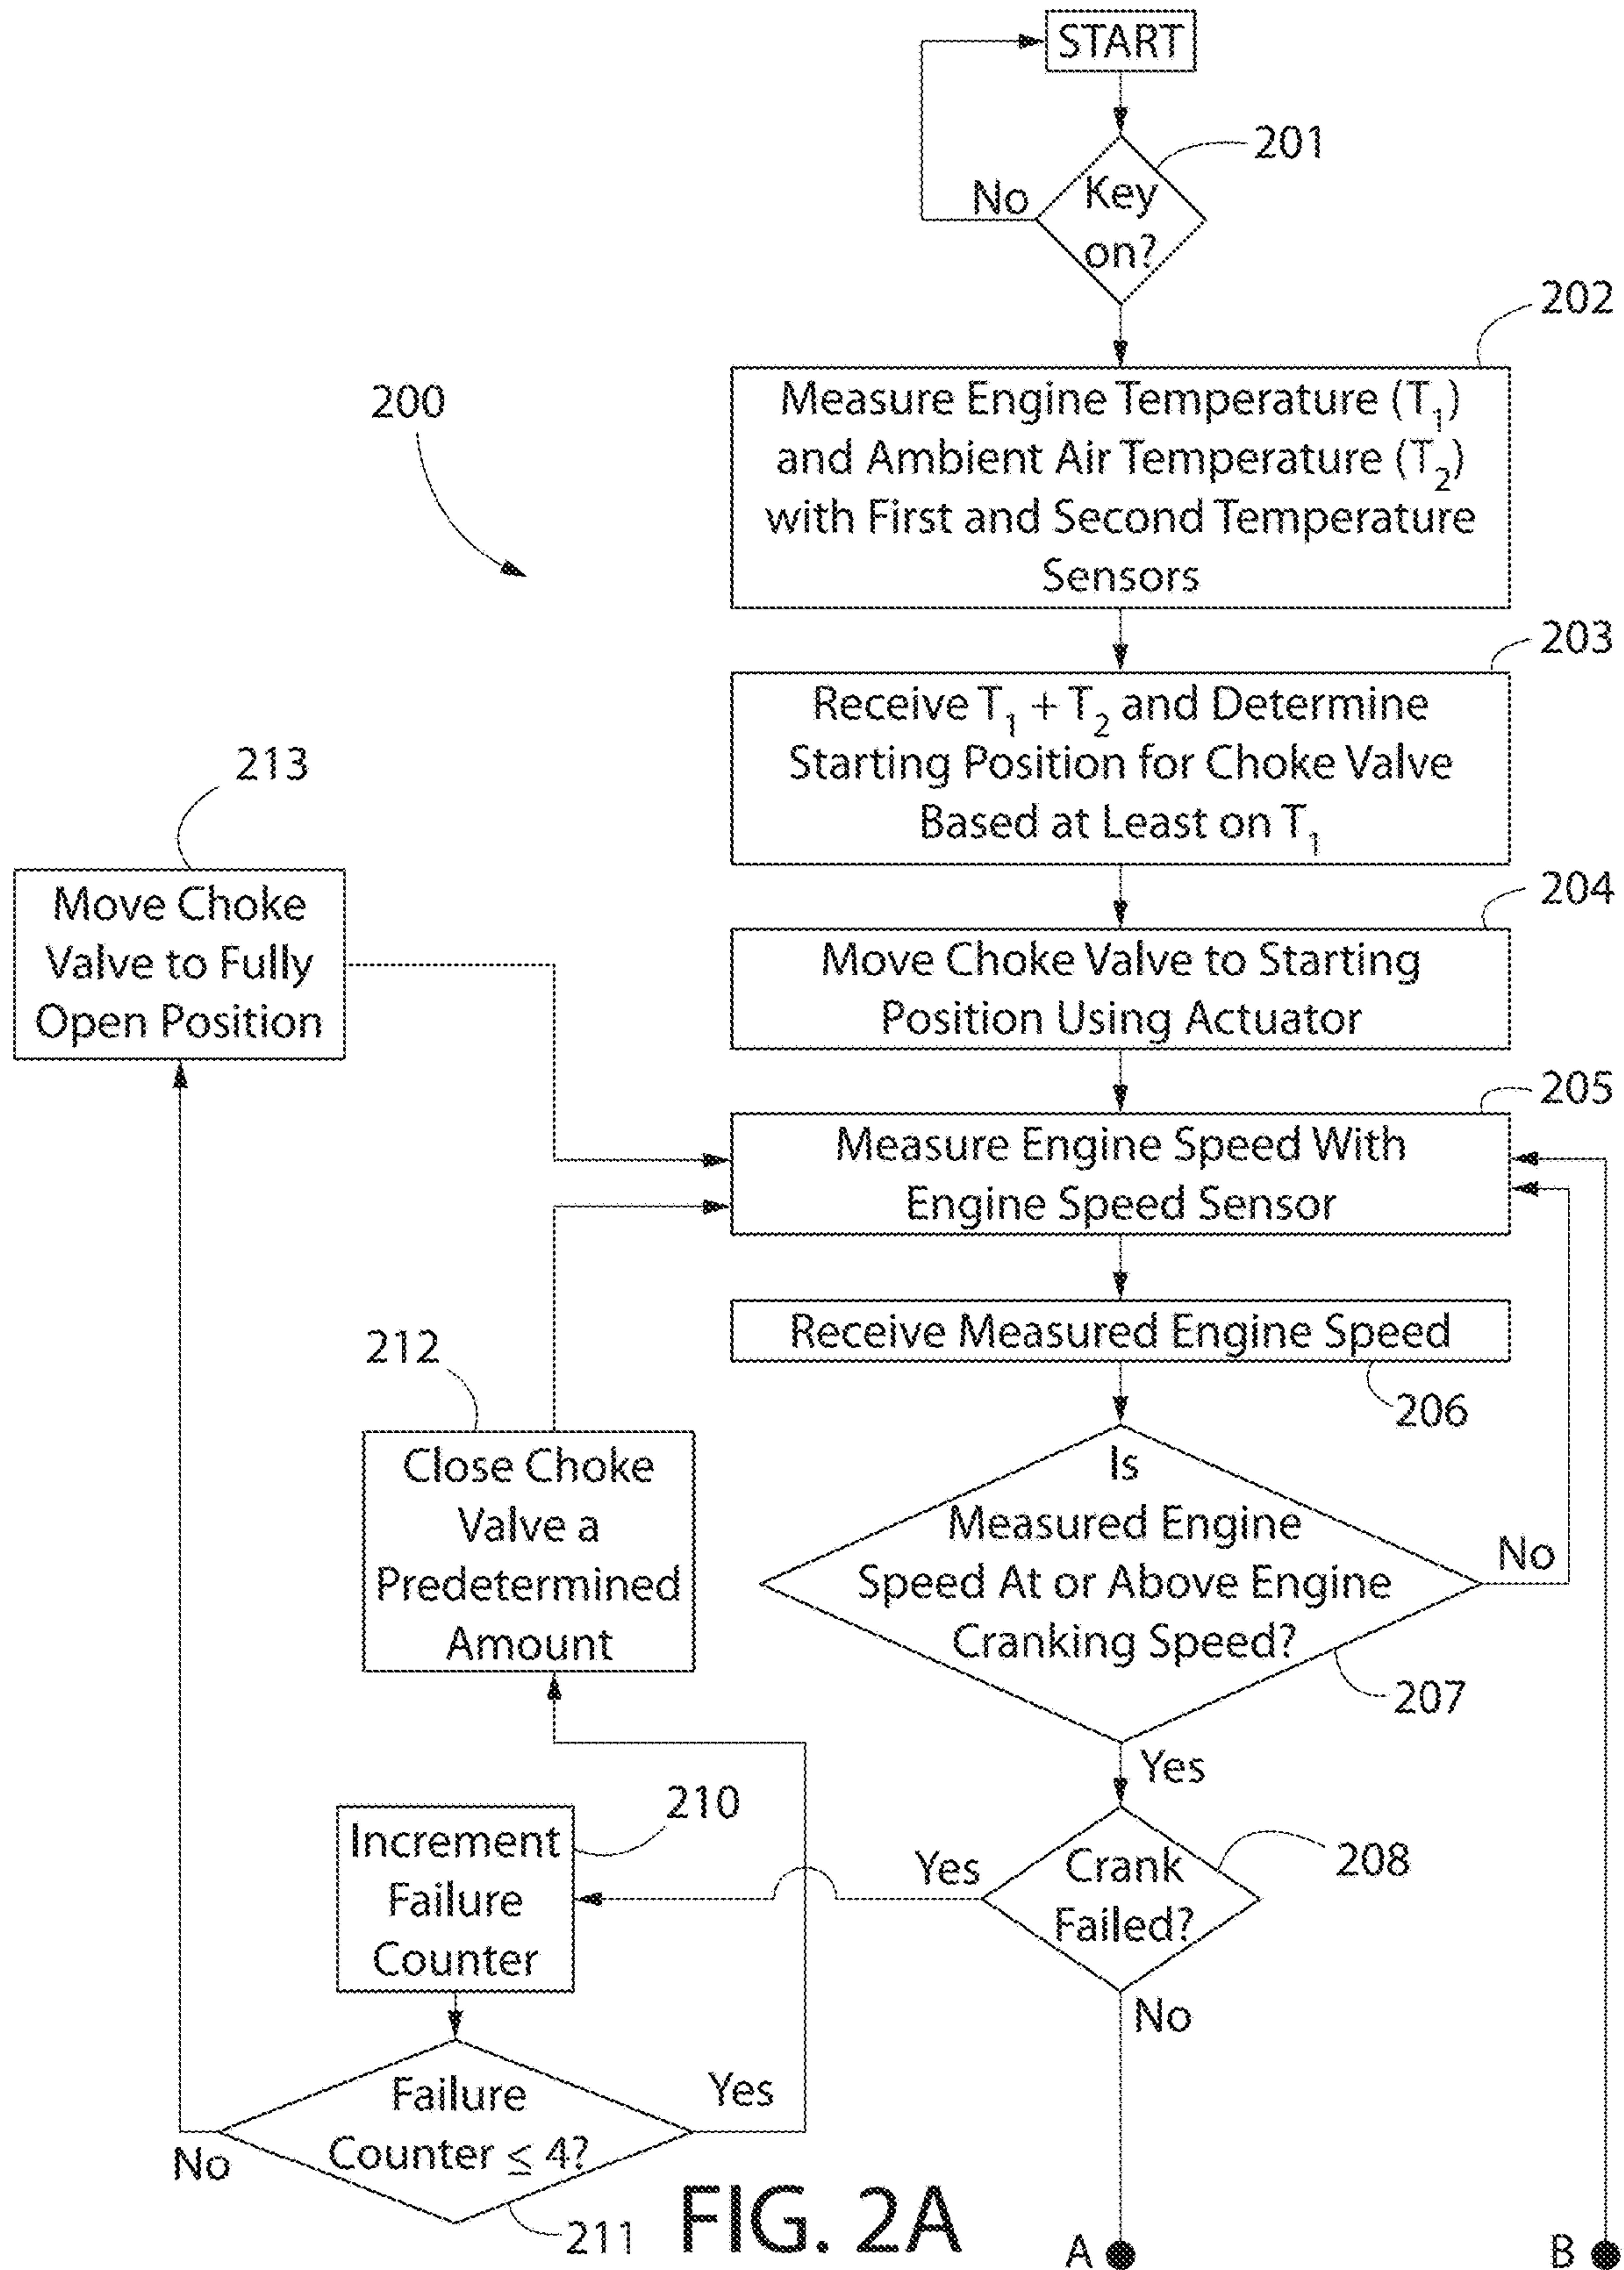 START
201
No
Key
on?
202
200
Measure Engine Temperature (T1)
and Ambient Air Temperature (T2)
with First and Second Temperature
Sensors
203
Receive T1 + T2 and Determine
Starting Position for Choke Valve
Based at Least on T1
213
Move Choke
Valve to Fully
Open Position
204
Move Choke Valve to Starting
Position Using Actuator
205
Measure Engine Speed With
Engine Speed Sensor
Receive Measured Engine Speed
206
212
Close Choke
Valve a
Predetermined
Amount
Is
Measured Engine
Speed At or Above Engine
Cranking Speed?
No
207
Yes
210
Increment
Failure
Counter
Yes
Crank
Failed?
208
No
Failure
Counter ≤ 4?
Yes
No
211
FIG. 2A
A
B